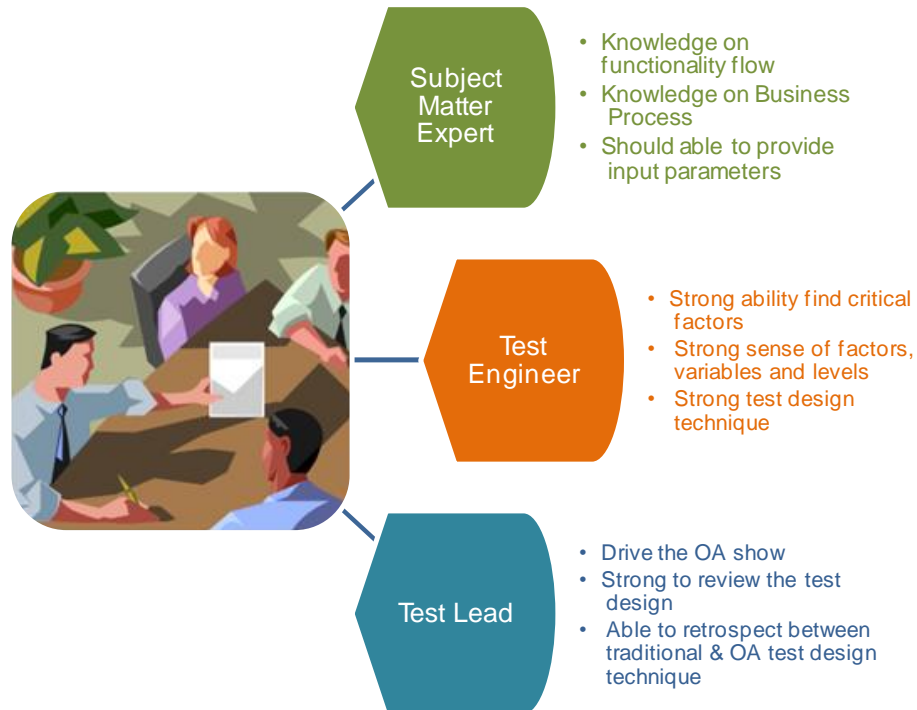 Subject
Matter
Expert
• Knowledge on
functionality flow
• Knowledge on Business
Process
• Should able to provide
input parameters
Test
Engineer
• Strong ability find critical
factors
• Strong sense of factors,
variables and levels
• Strong test design
technique
Test Lead
• Drive the OA show
• Strong to review the test
design
• Able to retrospect between
traditional & OA test design
technique